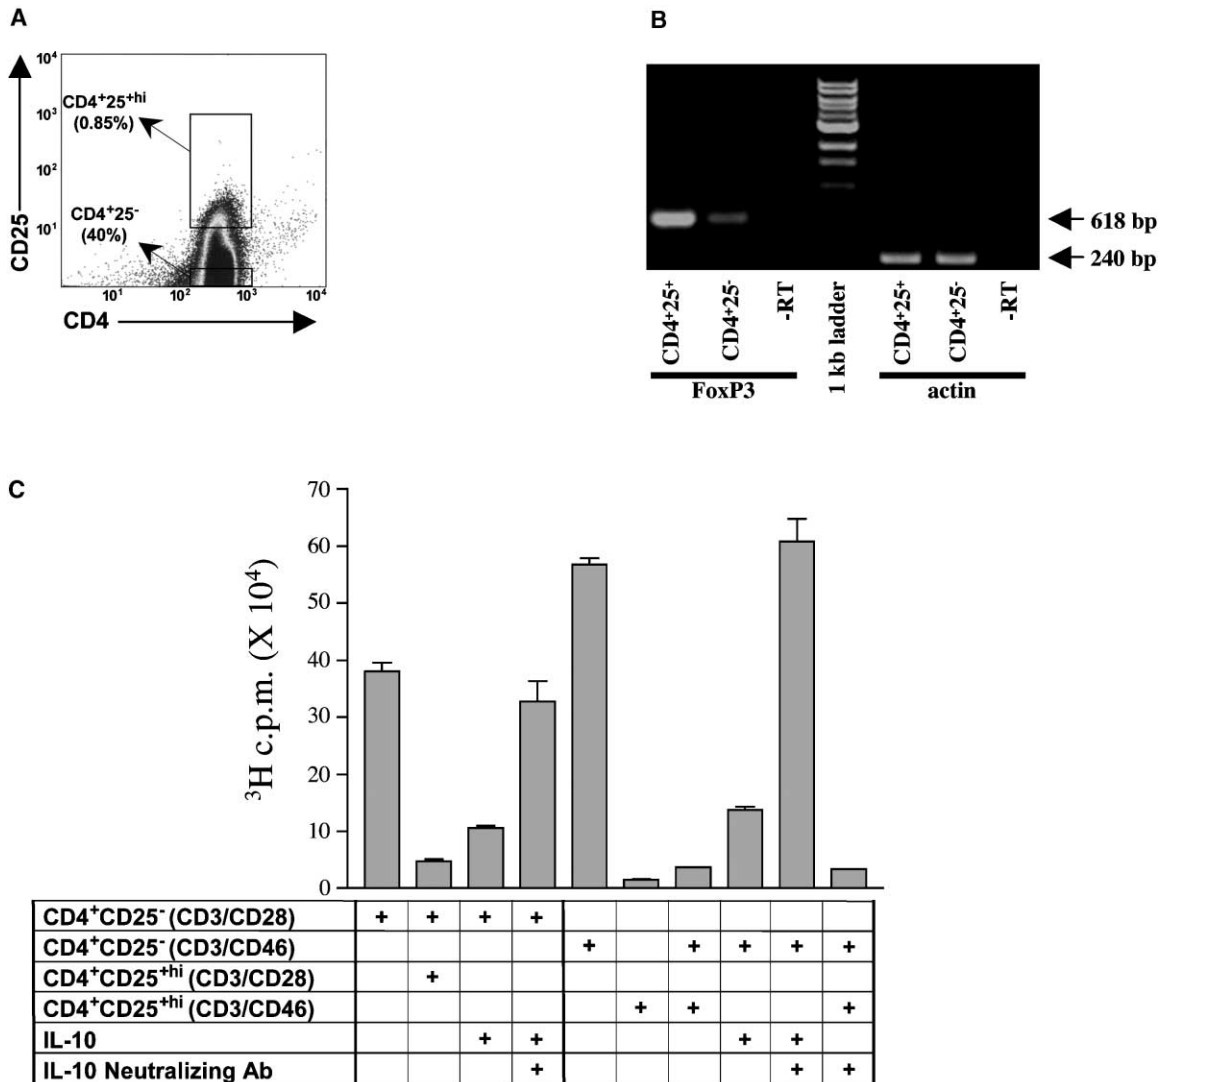 A
CD25
10⁴
10³
10²
10¹
CD4⁺25⁺ʰⁱ
(0.85%)
CD4⁺25⁻
(40%)
10¹ 10² 10³ 10⁴
CD4
B
618 bp
240 bp
CD4⁺25⁺ CD4⁺25⁻ -RT 1 kb ladder CD4⁺25⁺ CD4⁺25⁻ -RT
FoxP3 actin
C
³H c.p.m. (X 10⁴)
70
60
50
40
30
20
10
0
CD4⁺CD25⁻ (CD3/CD28) + + + +
CD4⁺CD25⁻ (CD3/CD46) + + + + +
CD4⁺CD25⁺ʰⁱ (CD3/CD28) +
CD4⁺CD25⁺ʰⁱ (CD3/CD46) + + +
IL-10 + + + +
IL-10 Neutralizing Ab + + +